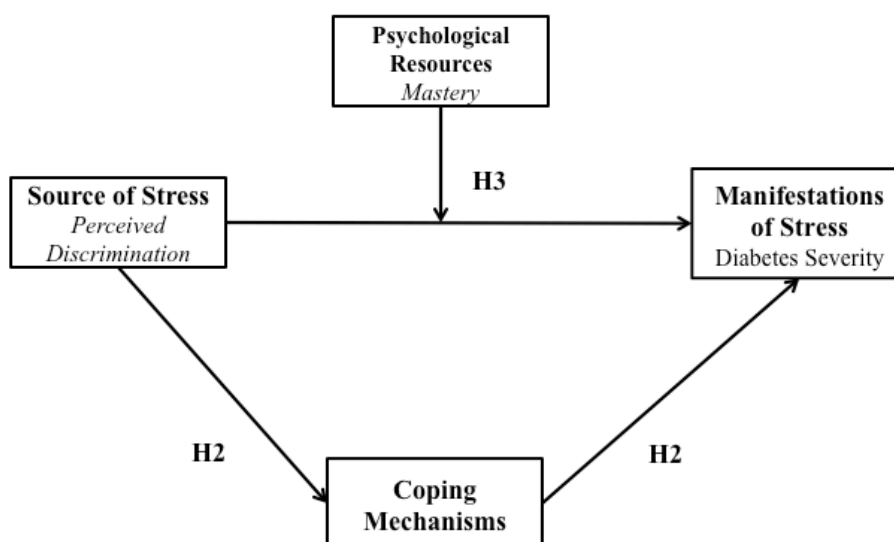 Psychological
Resources
Mastery
H3
Source of Stress
Perceived
Discrimination
Manifestations
of Stress
Diabetes Severity
H2
H2
Coping
Mechanisms